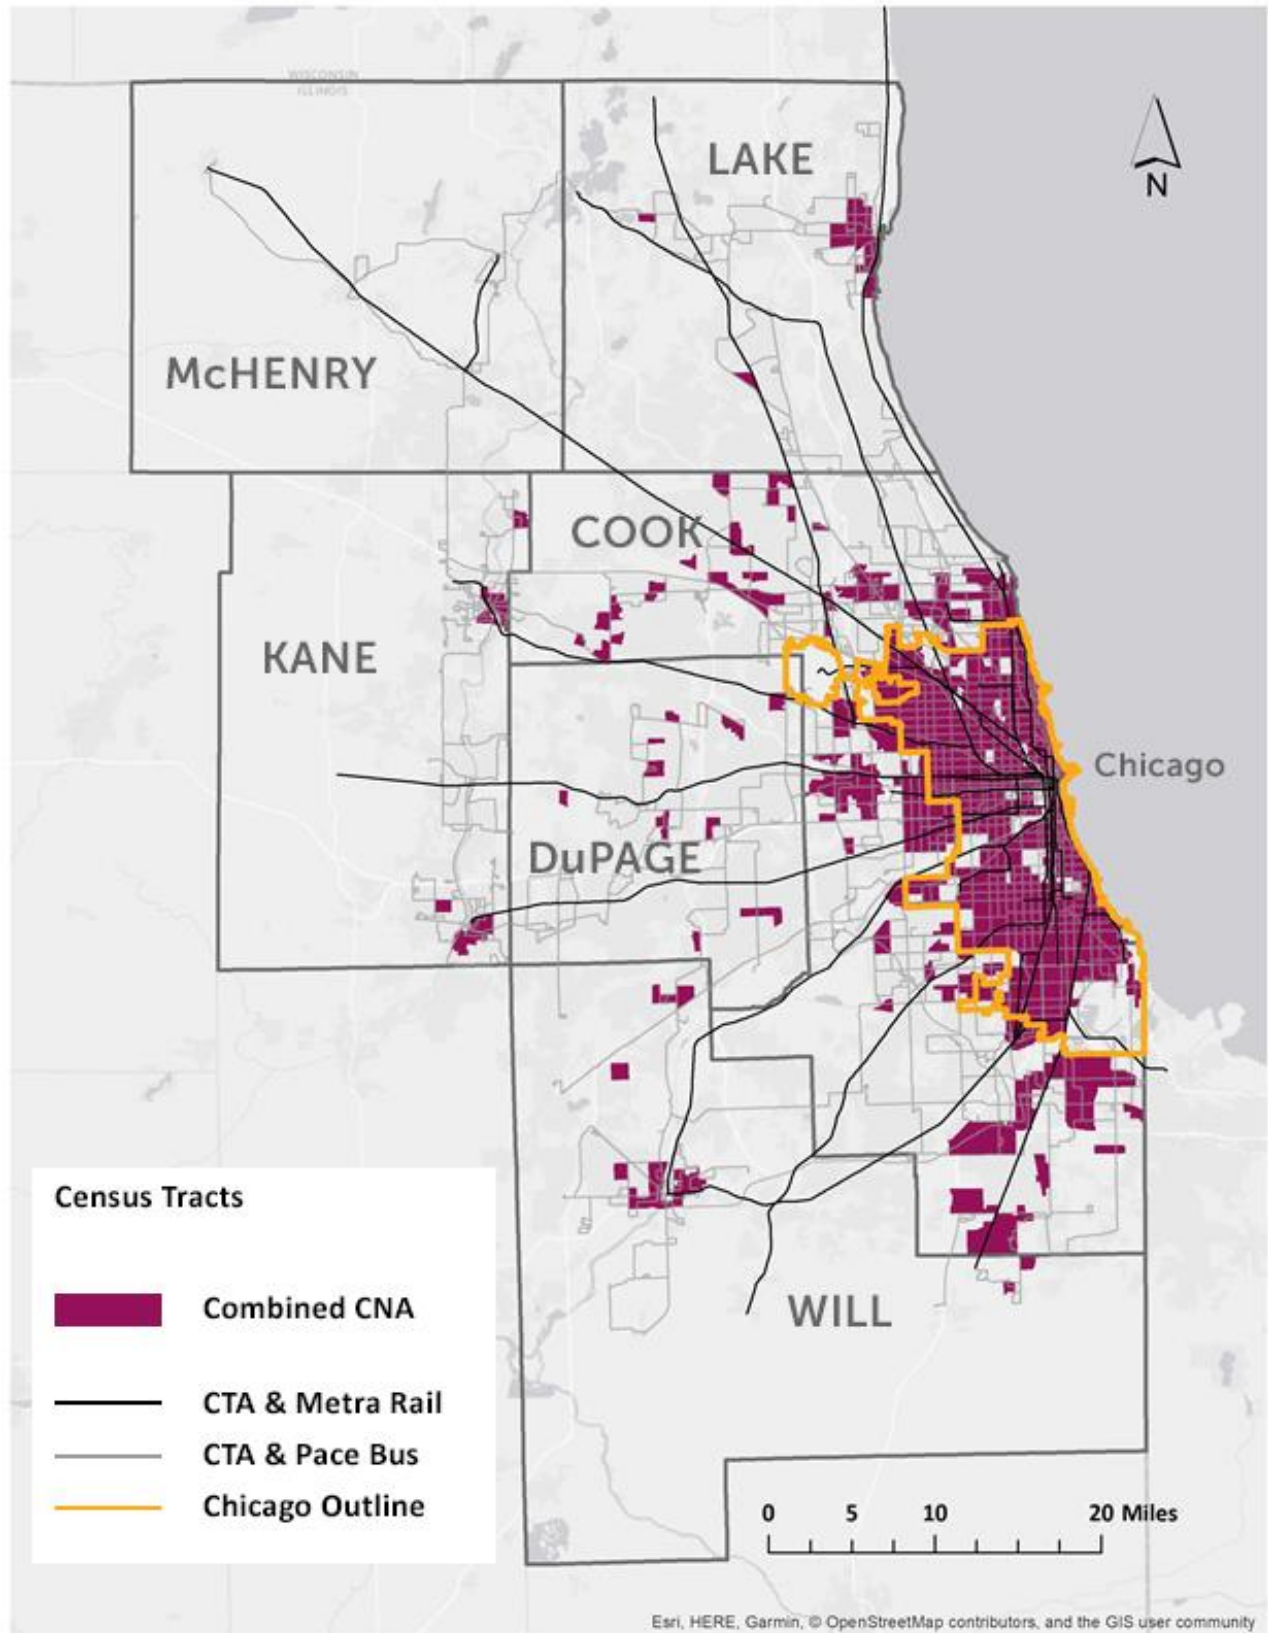 WISCONSIN
ILLINOIS
LAKE
N
McHENRY
COOK
KANE
Chicago
DuPAGE
Census Tracts
Combined CNA
WILL
CTA & Metra Rail
CTA & Pace Bus
Chicago Outline
0 5 10 20 Miles
Esri, HERE, Garmin, © OpenStreetMap contributors, and the GIS user community